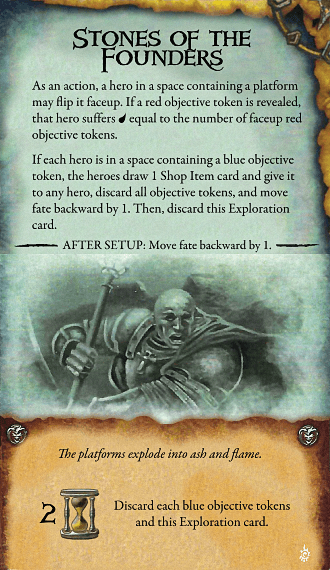 STONES OF THE
FOUNDERS
As an action, a hero in a space containing a platform
may flip it faceup. If a red objective token is revealed,
that hero suffers equal to the number of faceup red
objective tokens.
If each hero is in a space containing a blue objective
token, the heroes draw 1 Shop Item card and give it
to any hero, discard all objective tokens, and move
fate backward by 1. Then, discard this Exploration
card.
AFTER SETUP: Move fate backward by 1.
The platforms explode into ash and flame.
2
Discard each blue objective tokens
and this Exploration card.